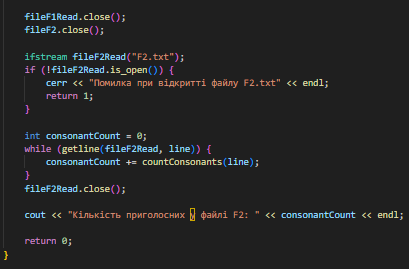 fileF1Read.close();
fileF2.close();
ifstream fileF2Read("F2.txt");
if (!fileF2Read.is_open()) {
cerr << "Помилка при відкритті файлу F2.txt" << endl;
return 1;
}
int consonantCount = 0;
while (getline(fileF2Read, line)) {
consonantCount += countConsonants(line);
}
fileF2Read.close();
cout << "Кількість приголосних у файлі F2: " << consonantCount << endl;
return 0;
}